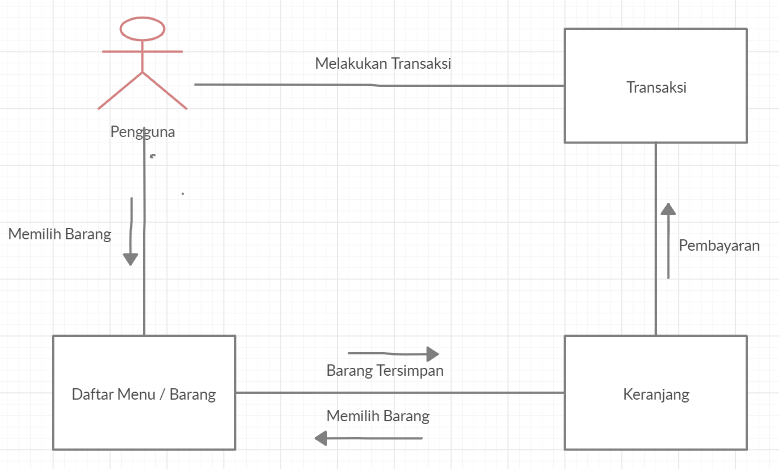 Melakukan Transaksi
Transaksi
Pengguna
Memilih Barang
Pembayaran
Barang Tersimpan
Daftar Menu / Barang
Keranjang
Memilih Barang